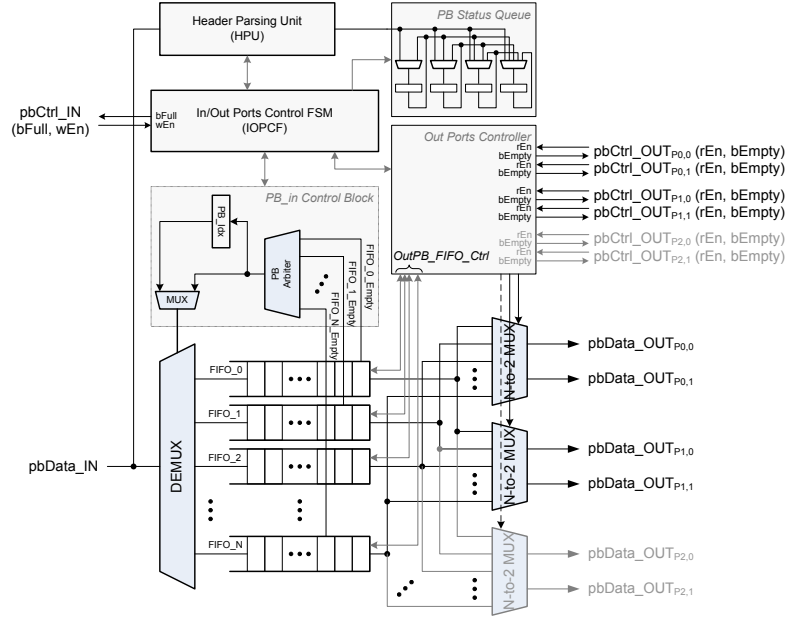 Header Parsing Unit
(HPU)
PB Status Queue
pbCtrl_IN
(bFull, wEn)
bFull
wEn
In/Out Ports Control FSM
(IOPCF)
Out Ports Controller
rEn
bEmpty
rEn
bEmpty
rEn
bEmpty
rEn
bEmpty
rEn
bEmpty
rEn
bEmpty
pbCtrl_OUTP0,0 (rEn, bEmpty)
pbCtrl_OUTP0,1 (rEn, bEmpty)
pbCtrl_OUTP1,0 (rEn, bEmpty)
pbCtrl_OUTP1,1 (rEn, bEmpty)
pbCtrl_OUTP2,0 (rEn, bEmpty)
pbCtrl_OUTP2,1 (rEn, bEmpty)
OutPB_FIFO_Ctrl
PB_in Control Block
PB_Idx
PB
Arbiter
MUX
FIFO_0_Empty
FIFO_1_Empty
FIFO_N_Empty
pbData_IN
DEMUX
FIFO_0
FIFO_1
FIFO_2
FIFO_N
N-to-2 MUX
N-to-2 MUX
N-to-2 MUX
pbData_OUTP0,0
pbData_OUTP0,1
pbData_OUTP1,0
pbData_OUTP1,1
pbData_OUTP2,0
pbData_OUTP2,1